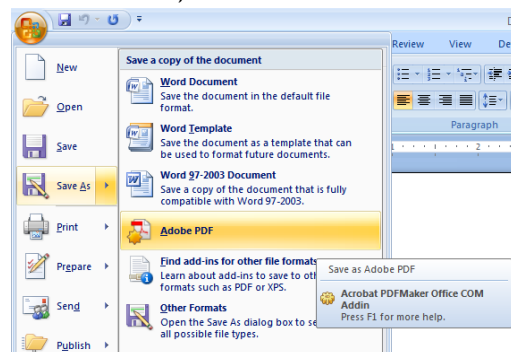 Review View
New
Open
Save
Save As
Print
Prepare
Send
Publish
Save a copy of the document
Word Document
Save the document in the default file
format.
Word Template
Save the document as a template that can
be used to format future documents.
Word 97-2003 Document
Save a copy of the document that is fully
compatible with Word 97-2003.
Adobe PDF
Find add-ins for other file formats
Learn about add-ins to save to
formats such as PDF or XPS.
Other Formats
Open the Save As dialog box to
all possible file types.
Paragraph
1 2
Save as Adobe PDF
Acrobat PDFMaker Office COM
Addin
Press F1 for more help.